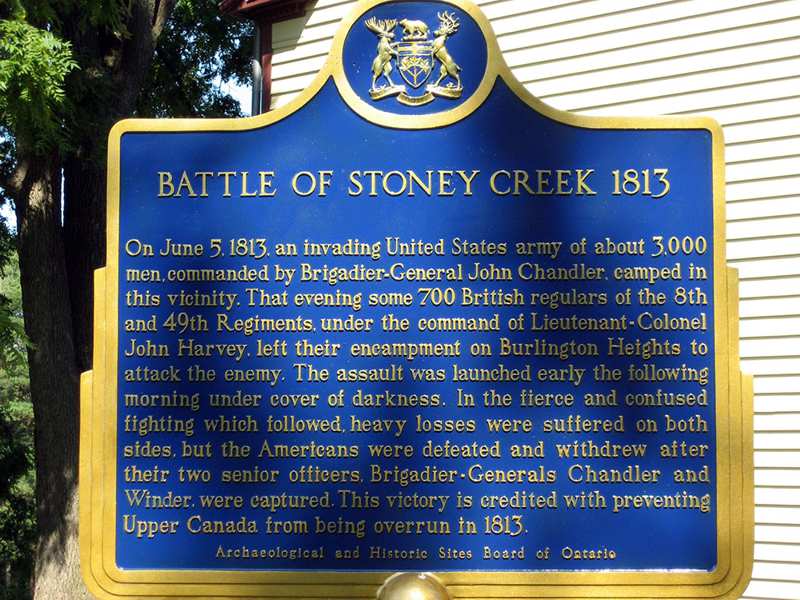 BATTLE OF STONEY CREEK 1813
On June 5, 1813, an invading United States army of about 3,000
men, commanded by Brigadier-General John Chandler, camped in
this vicinity. That evening some 700 British regulars of the 8th
and 49th Regiments, under the command of Lieutenant-Colonel
John Harvey, left their encampment on Burlington Heights to
attack the enemy. The assault was launched early the following
morning under cover of darkness. In the fierce and confused
fighting which followed, heavy losses were suffered on both
sides, but the Americans were defeated and withdrew after
their two senior officers, Brigadier-Generals Chandler and
Winder, were captured. This victory is credited with preventing
Upper Canada from being overrun in 1813.
Archaeological and Historic Sites Board of Ontario